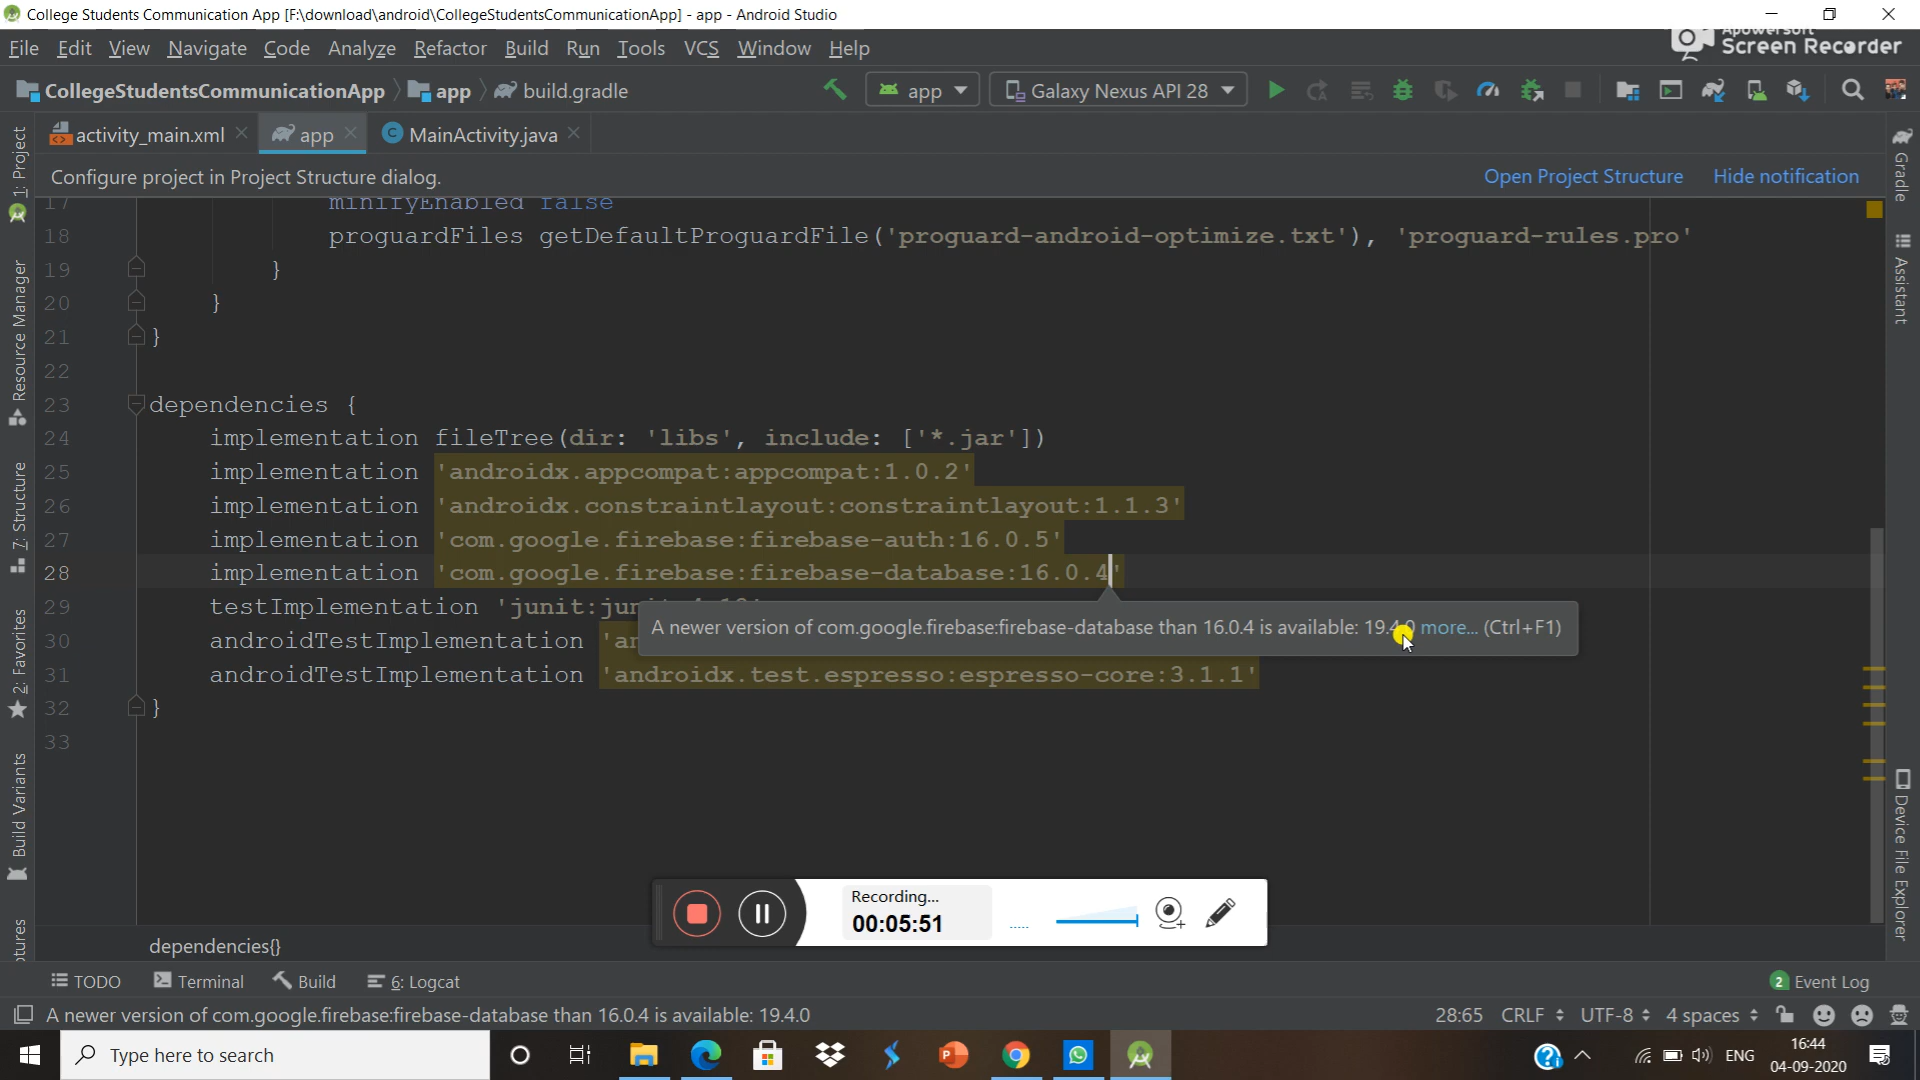 College Students Communication App [F:\download\android\CollegeStudentsCommunicationApp] - app - Android Studio
File Edit View Navigate Code Analyze Refactor Build Run Tools VCS Window Help
Apowersoft
Screen Recorder
CollegeStudentsCommunicationApp app build.gradle
app Galaxy Nexus API 28
activity_main.xml app MainActivity.java
Configure project in Project Structure dialog.
Open Project Structure Hide notification
17 minifyEnabled false
18 proguardFiles getDefaultProguardFile('proguard-android-optimize.txt'), 'proguard-rules.pro'
19 }
20 }
21 }
22
23 dependencies {
24 implementation fileTree(dir: 'libs', include: ['*.jar'])
25 implementation 'androidx.appcompat:appcompat:1.0.2'
26 implementation 'androidx.constraintlayout:constraintlayout:1.1.3'
27 implementation 'com.google.firebase:firebase-auth:16.0.5'
28 implementation 'com.google.firebase:firebase-database:16.0.4'
29 testImplementation 'junit:
A newer version of com.google.firebase:firebase-database than 16.0.4 is available: 19.4.0 more... (Ctrl+F1)
30 androidTestImplementation 'an
31 androidTestImplementation 'androidx.test.espresso:espresso-core:3.1.1'
32 }
33
1: Project
Resource Manager
7: Structure
2: Favorites
Build Variants
Gradle
Assistant
Device File Explorer
Recording...
00:05:51
dependencies{}
TODO Terminal Build 6: Logcat
2 Event Log
A newer version of com.google.firebase:firebase-database than 16.0.4 is available: 19.4.0
28:65 CRLF UTF-8 4 spaces
Type here to search
ENG
16:44
04-09-2020